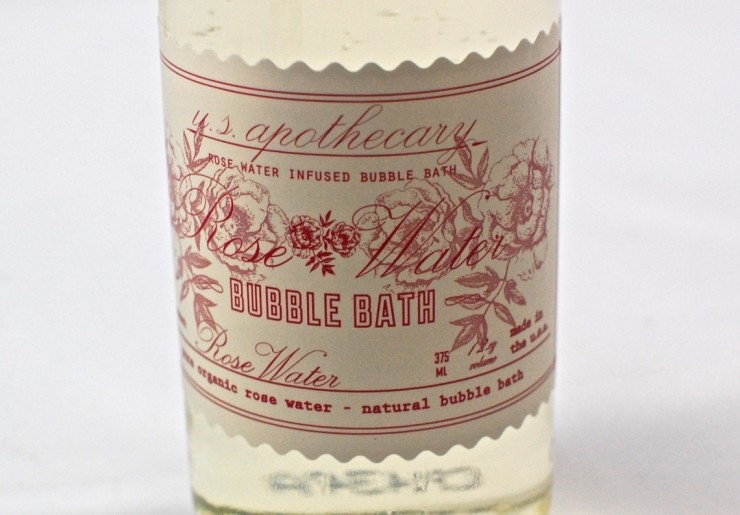 u.s. apothecary
ROSE WATER INFUSED BUBBLE BATH
Rose Water
BUBBLE BATH
Rose Water
375 ML
volume
made in the u.s.a.
organic rose water - natural bubble bath